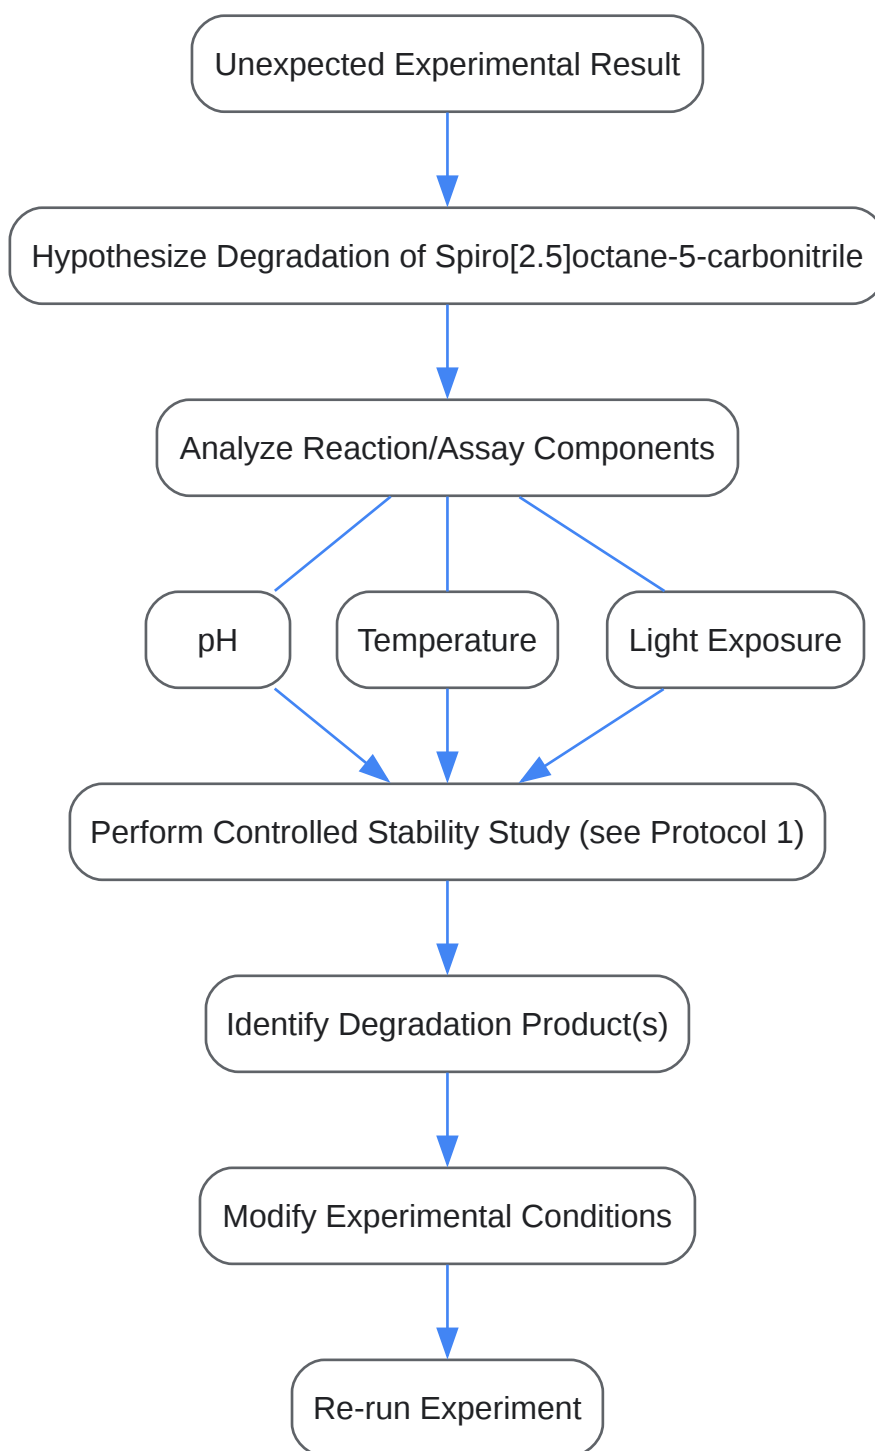 Unexpected Experimental Result
Hypothesize Degradation of Spiro[2.5]octane-5-carbonitrile
Analyze Reaction/Assay Components
pH
Temperature
Light Exposure
Perform Controlled Stability Study (see Protocol 1)
Identify Degradation Product(s)
Modify Experimental Conditions
Re-run Experiment